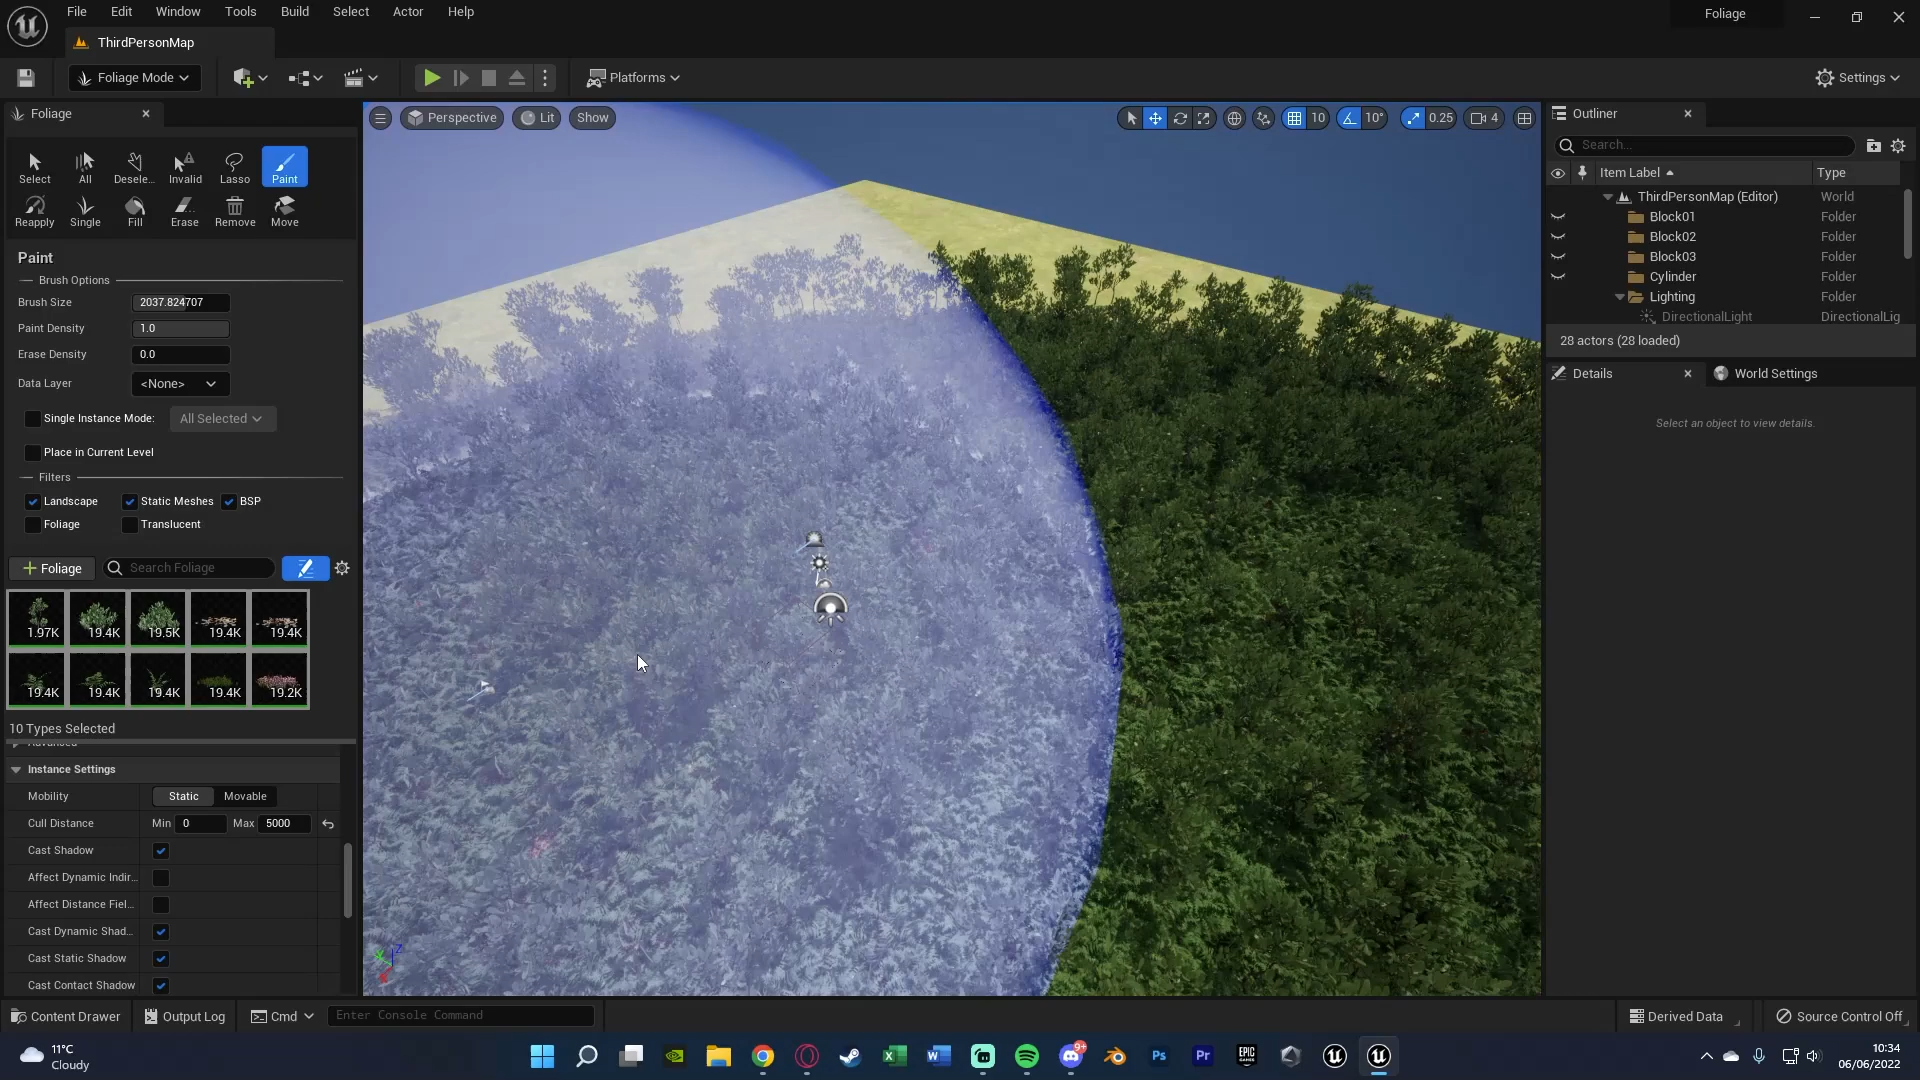 File Edit Window Tools Build Select Actor Help
Foliage
ThirdPersonMap
Foliage Mode
Platforms
Settings
Foliage
Select All Desele... Invalid Lasso Paint
Reapply Single Fill Erase Remove Move
Paint
Brush Options
Brush Size 2037.824707
Paint Density 1.0
Erase Density 0.0
Data Layer <None>
Single Instance Mode: All Selected
Place in Current Level
Filters
Landscape Static Meshes BSP
Foliage Translucent
Foliage Search Foliage
1.97K 19.4K 19.5K 19.4K 19.4K
19.4K 19.4K 19.4K 19.4K 19.2K
10 Types Selected
Advanced
Instance Settings
Mobility Static Movable
Cull Distance Min 0 Max 5000
Cast Shadow
Affect Dynamic Indir...
Affect Distance Fiel...
Cast Dynamic Shad...
Cast Static Shadow
Cast Contact Shadow
Perspective Lit Show
10 10° 0.25 4
Z
Outliner
Search...
Item Label Type
ThirdPersonMap (Editor) World
Block01 Folder
Block02 Folder
Block03 Folder
Cylinder Folder
Lighting Folder
DirectionalLight DirectionalLig
28 actors (28 loaded)
Details World Settings
Select an object to view details.
Content Drawer Output Log Cmd Enter Console Command
Derived Data Source Control Off
11°C
Cloudy
X W 9+ Ps Pr EPIC GAMES
10:34
06/06/2022